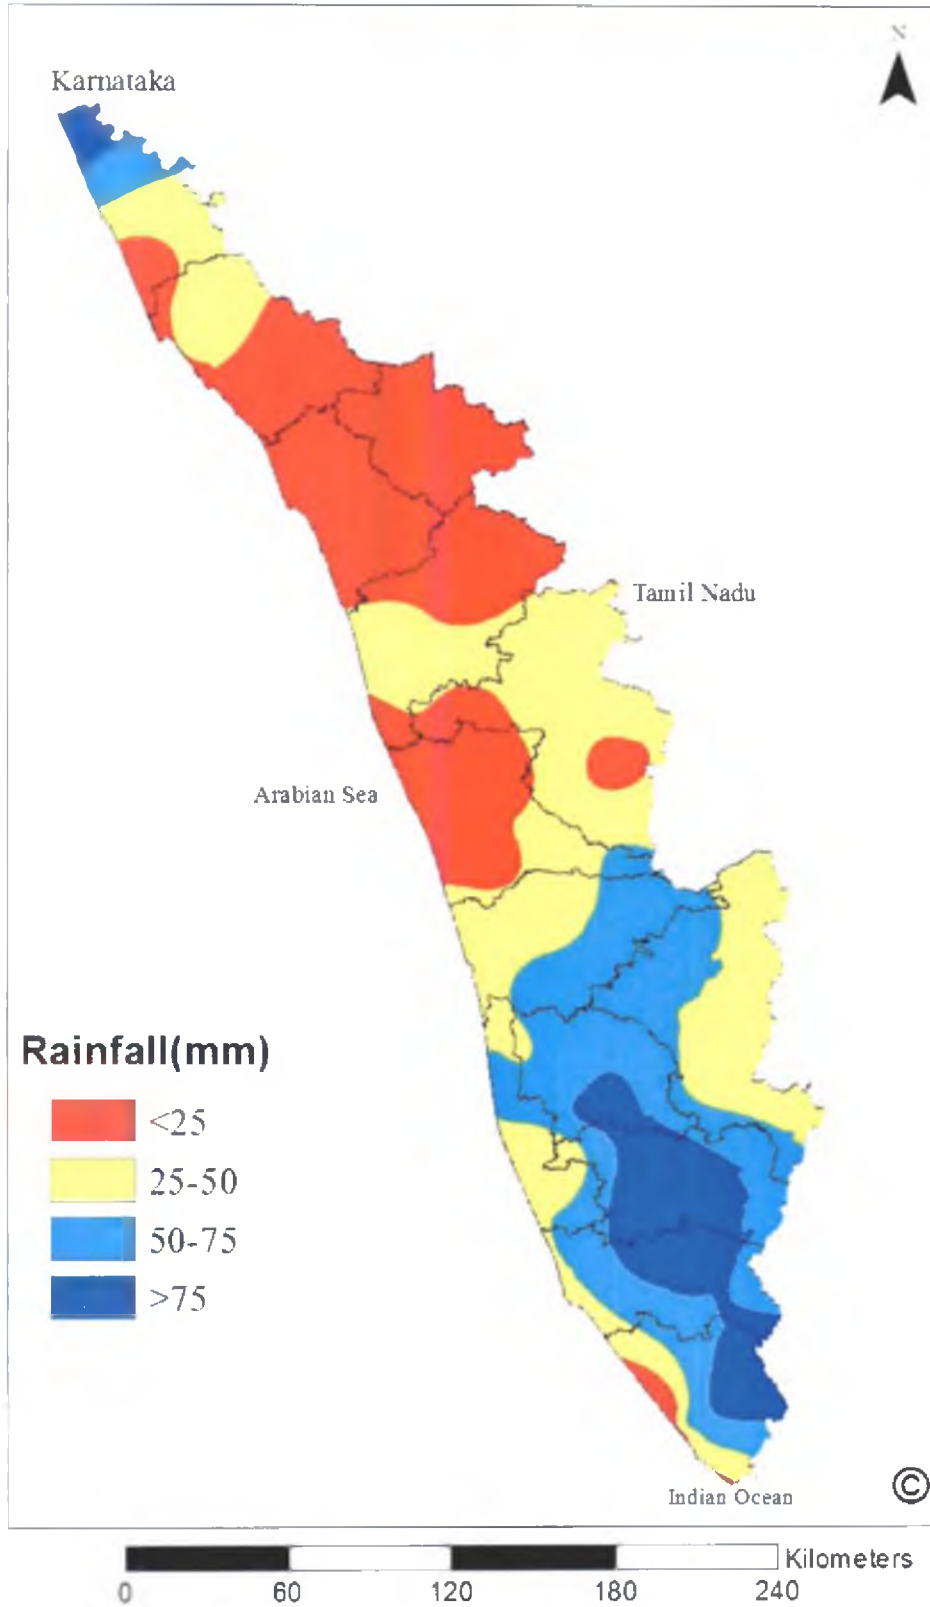 N
Karnataka
Tamil Nadu
Arabian Sea
Rainfall(mm)
<25
25-50
50-75
>75
Indian Ocean
©
Kilometers
0 60 120 180 240